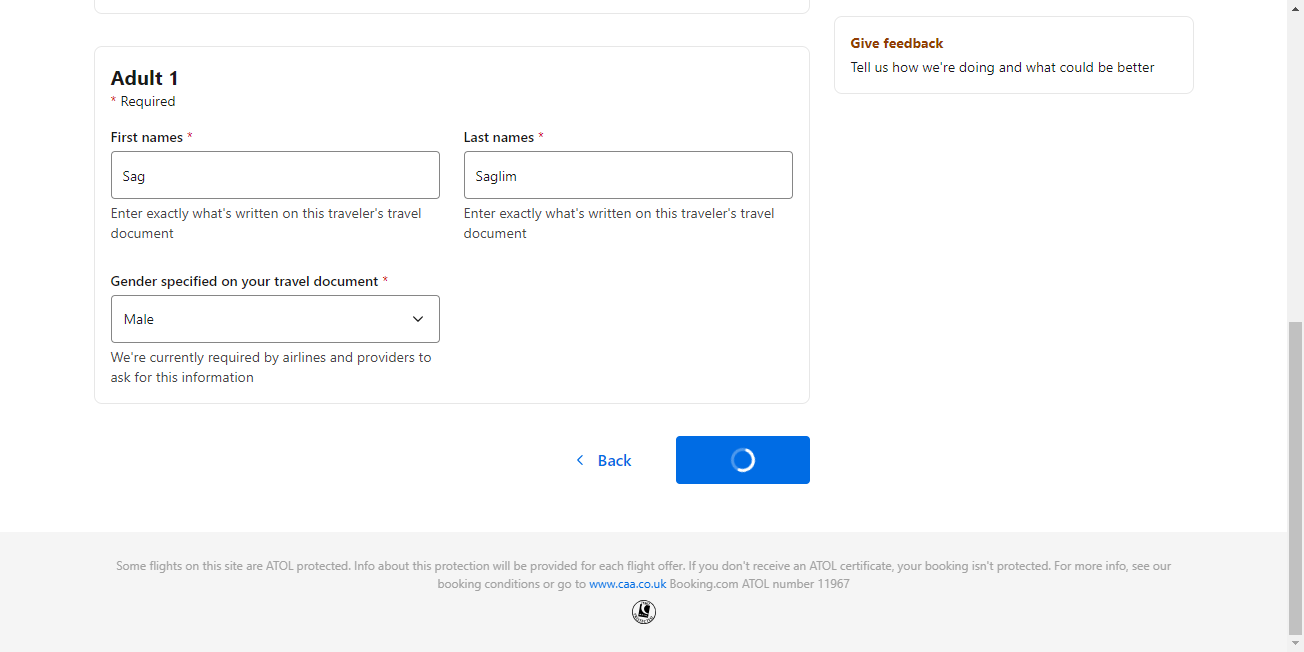 Adult 1
* Required
First names *
Sag
Enter exactly what's written on this traveler's travel
document
Last names *
Saglim
Enter exactly what's written on this traveler's travel
document
Gender specified on your travel document *
Male
We're currently required by airlines and providers to
ask for this information
Back
Give feedback
Tell us how we're doing and what could be better
Some flights on this site are ATOL protected. Info about this protection will be provided for each flight offer. If you don't receive an ATOL certificate, your booking isn't protected. For more info, see our
booking conditions or go to www.caa.co.uk Booking.com ATOL number 11967